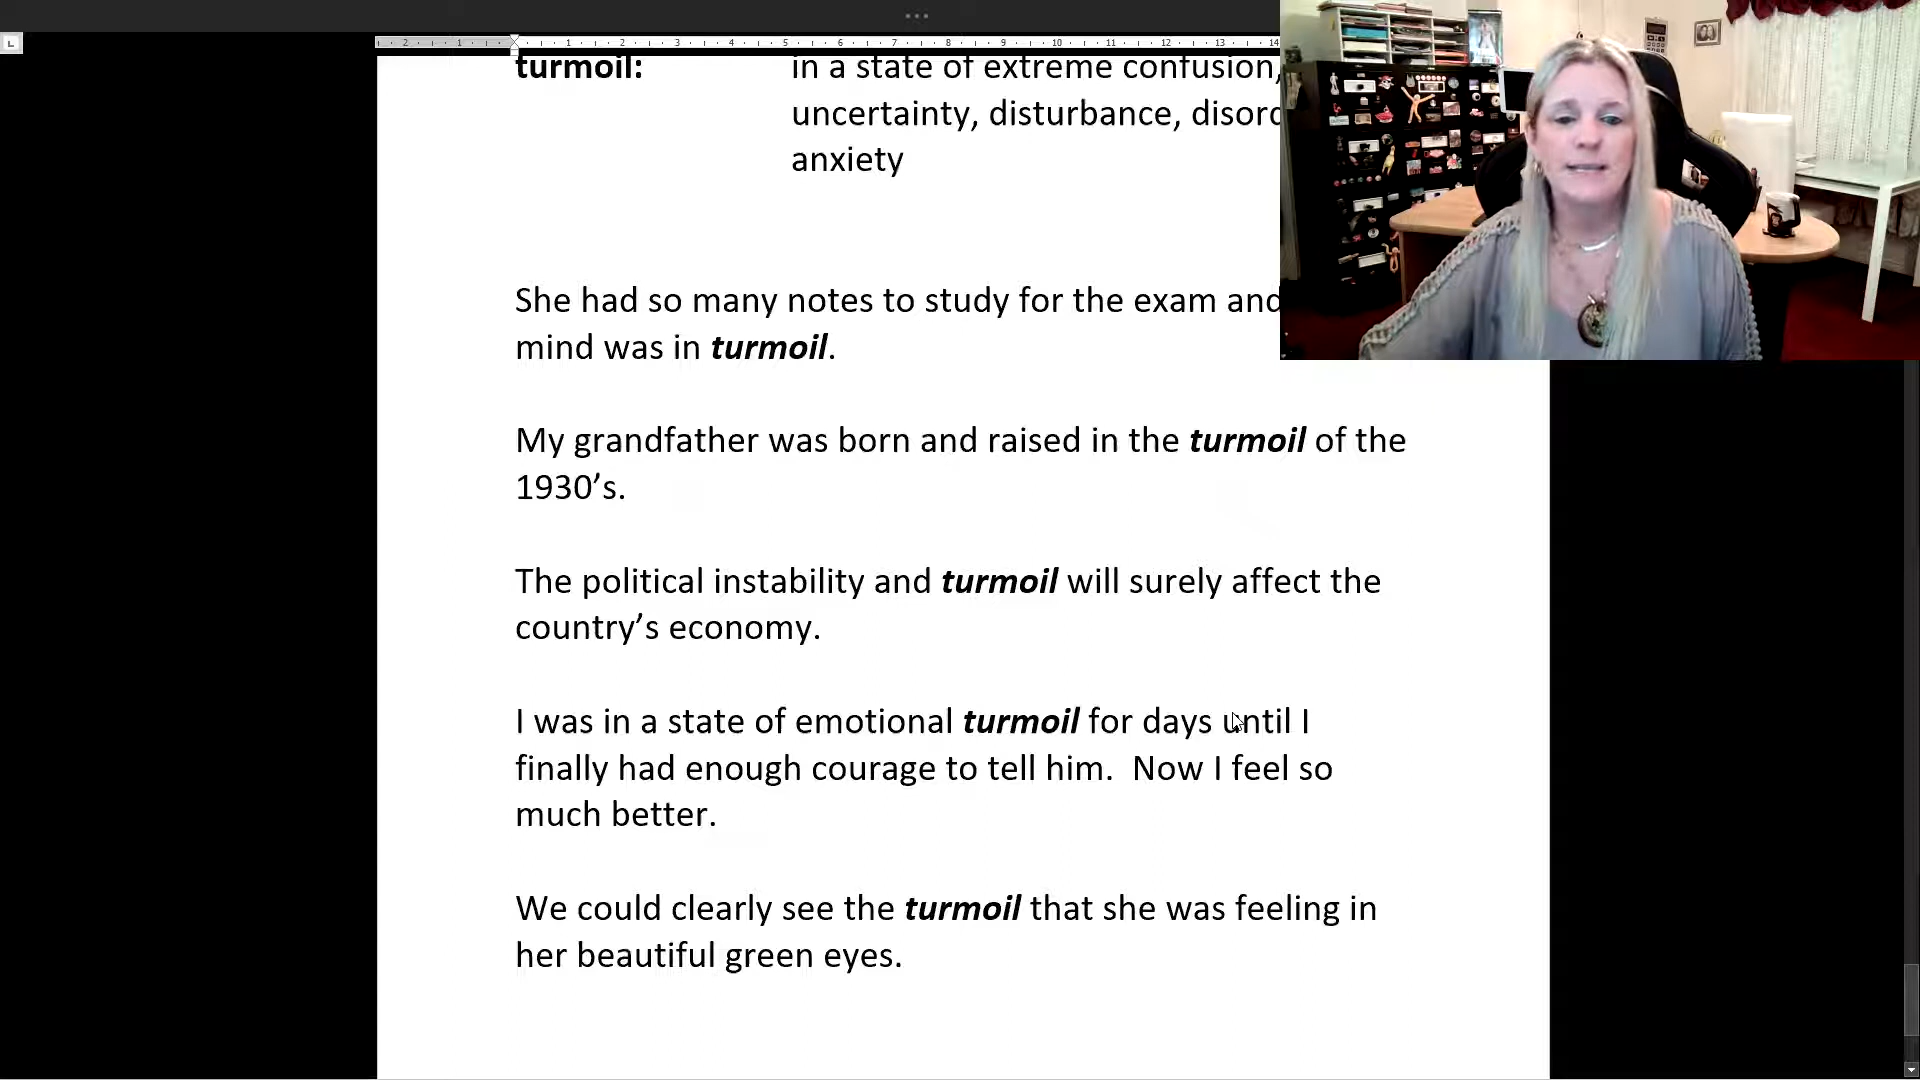 turmoil: in a state of extreme confusion,
uncertainty, disturbance,
anxiety
She had so many notes to study for the exam and
mind was in turmoil.
My grandfather was born and raised in the turmoil of the
1930’s.
The political instability and turmoil will surely affect the
country’s economy.
I was in a state of emotional turmoil for days until I
finally had enough courage to tell him.  Now I feel so
much better.
We could clearly see the turmoil that she was feeling in
her beautiful green eyes.